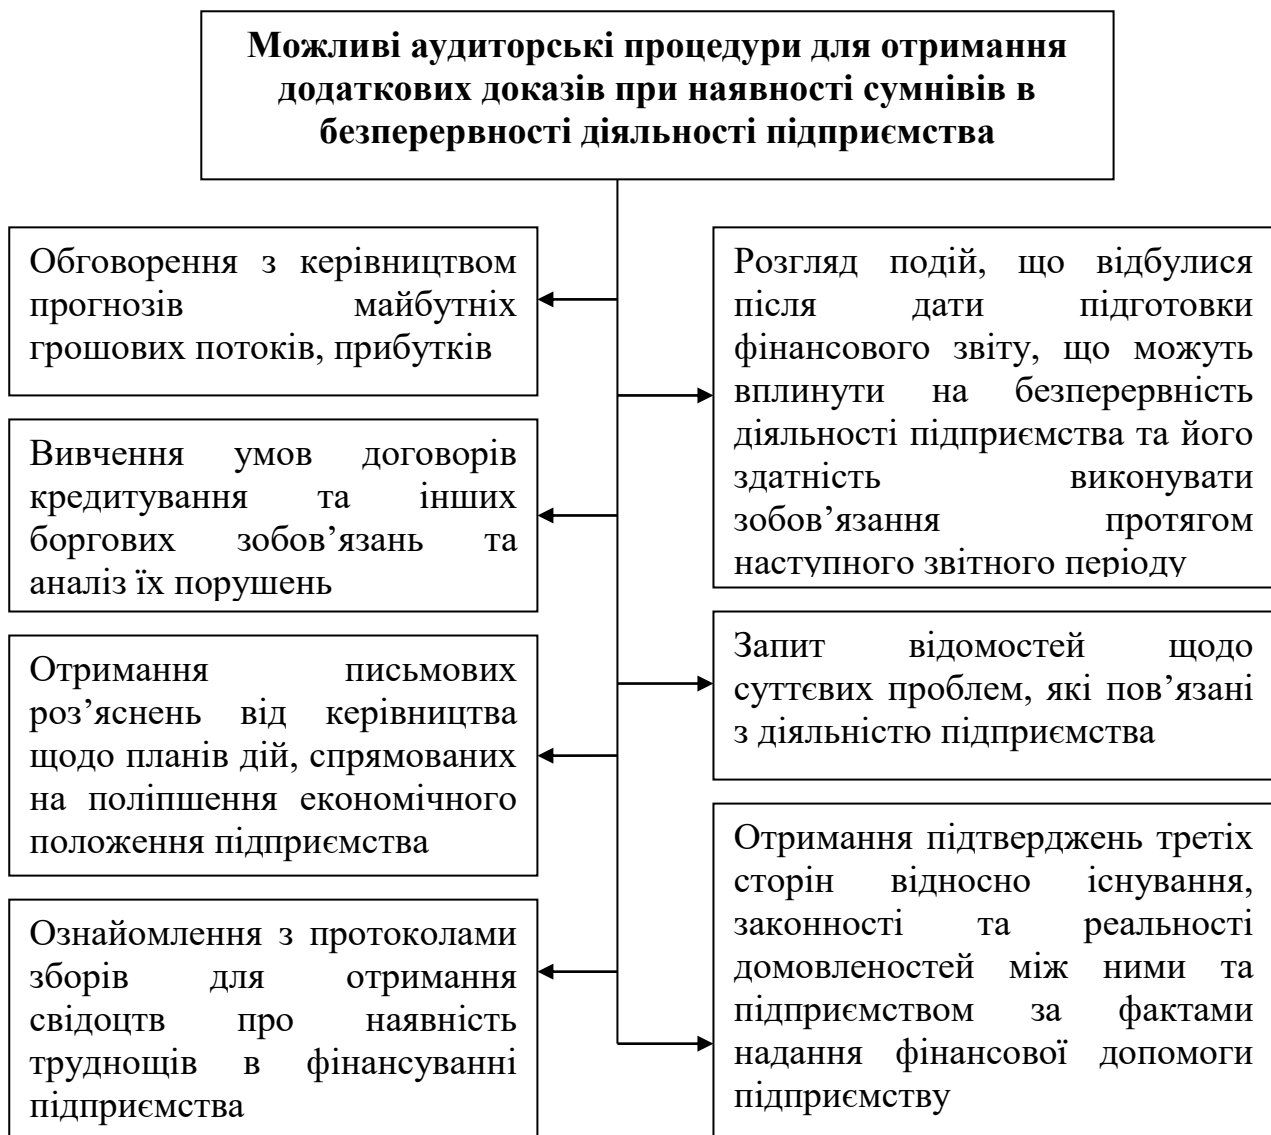 Можливі аудиторські процедури для отримання
додаткових доказів при наявності сумнівів в
безперервності діяльності підприємства
Обговорення з керівництвом
прогнозів майбутніх
грошових потоків, прибутків
Вивчення умов договорів
кредитування та інших
боргових зобов’язань та
аналіз їх порушень
Отримання письмових
роз’яснень від керівництва
щодо планів дій, спрямованих
на поліпшення економічного
положення підприємства
Ознайомлення з протоколами
зборів для отримання
свідоцтв про наявність
труднощів в фінансуванні
підприємства
Розгляд подій, що відбулися
після дати підготовки
фінансового звіту, що можуть
вплинути на безперервність
діяльності підприємства та його
здатність виконувати
зобов’язання протягом
наступного звітного періоду
Запит відомостей щодо
суттєвих проблем, які пов’язані
з діяльністю підприємства
Отримання підтверджень третіх
сторін відносно існування,
законності та реальності
домовленостей між ними та
підприємством за фактами
надання фінансової допомоги
підприємству